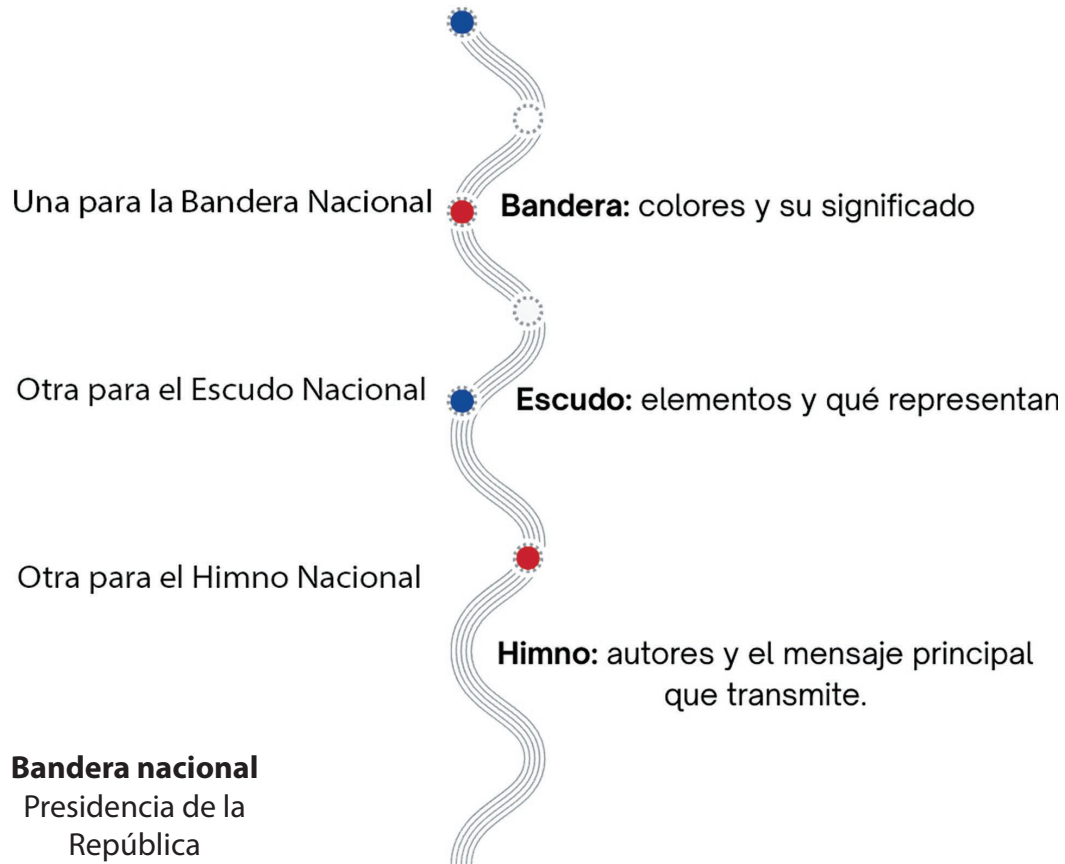 Una para la Bandera Nacional
Bandera: colores y su significado
Otra para el Escudo Nacional
Escudo: elementos y qué representan
Otra para el Himno Nacional
Himno: autores y el mensaje principal
que transmite.
Bandera nacional
Presidencia de la
República